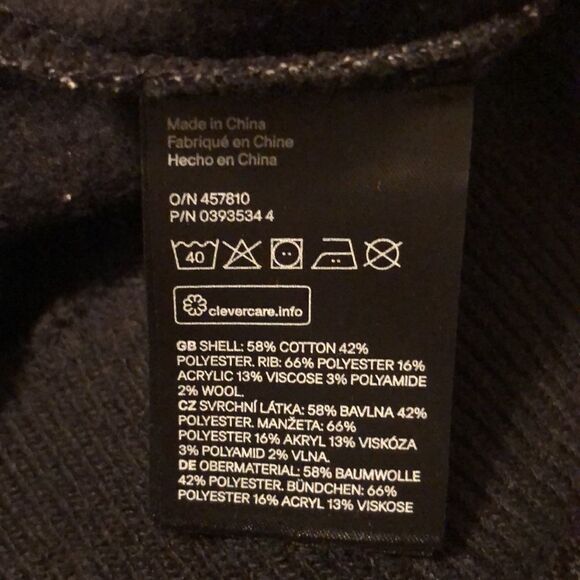 Made in China
Fabriqué en Chine
Hecho en China
O/N 457810
P/N 0393534 4
40
clevercare.info
GB SHELL: 58% COTTON 42%
POLYESTER. RIB: 66% POLYESTER 16%
ACRYLIC 13% VISCOSE 3% POLYAMIDE
2% WOOL.
CZ SVRCHNÍ LÁTKA: 58% BAVLNA 42%
POLYESTER. MANŽETA: 66%
POLYESTER 16% AKRYL 13% VISKÓZA
3% POLYAMID 2% VLNA.
DE OBERMATERIAL: 58% BAUMWOLLE
42% POLYESTER. BÜNDCHEN: 66%
POLYESTER 16% ACRYL 13% VISKOSE